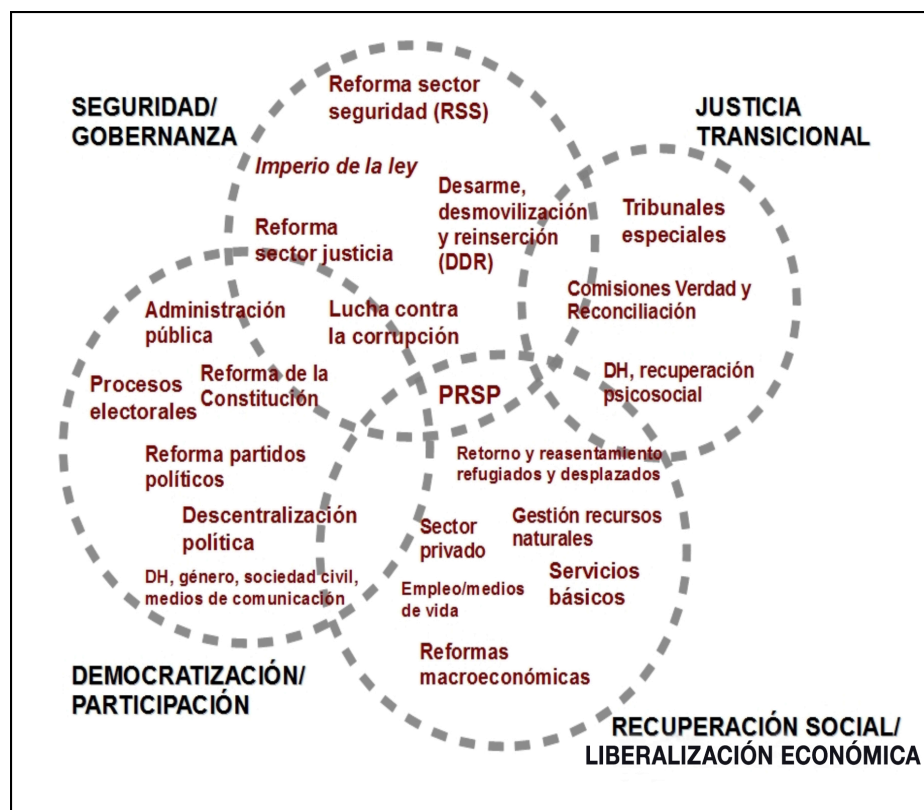 SEGURIDAD/
GOBERNANZA
Reforma sector
seguridad (RSS)
Imperio de la ley
Reforma
sector justicia
Desarme,
desmovilización
y reinserción
(DDR)
Lucha contra
la corrupción
JUSTICIA
TRANSICIONAL
Tribunales
especiales
Comisiones Verdad y
Reconciliación
DH, recuperación
psicosocial
Administración
pública
Procesos
electorales
Reforma de la
Constitución
Reforma partidos
políticos
Descentralización
política
DH, género, sociedad civil,
medios de comunicación
DEMOCRATIZACIÓN/
PARTICIPACIÓN
PRSP
Retorno y reasentamiento
refugiados y desplazados
Sector
privado
Gestión recursos
naturales
Empleo/medios
de vida
Servicios
básicos
Reformas
macroeconómicas
RECUPERACIÓN SOCIAL/
LIBERALIZACIÓN ECONÓMICA